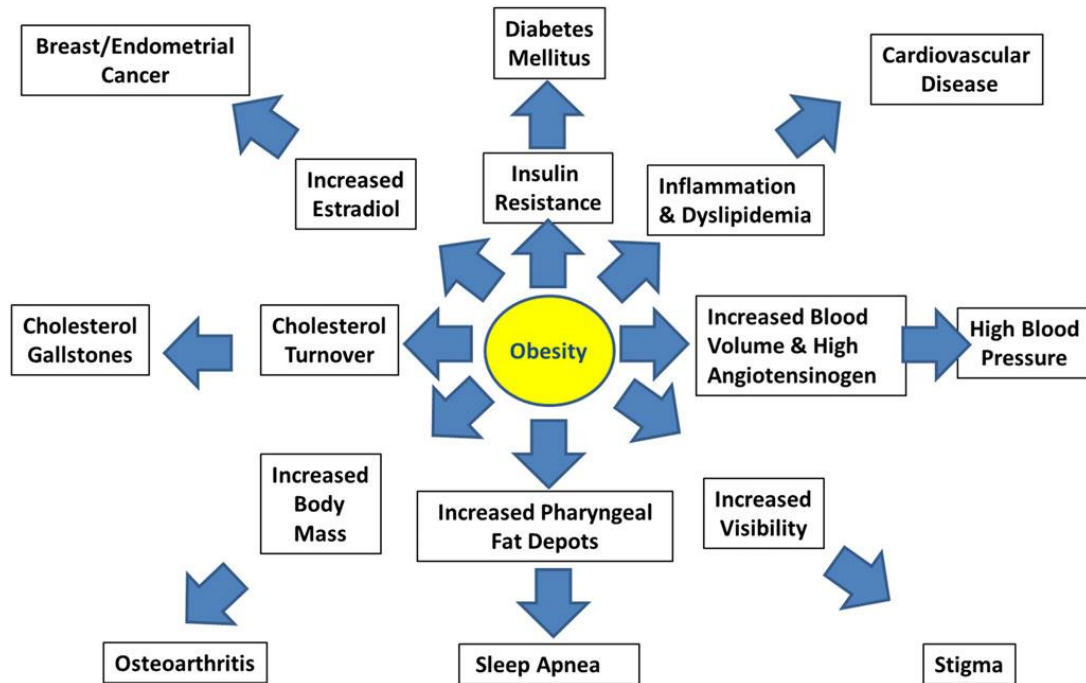 Diabetes
Mellitus
Breast/Endometrial
Cancer
Cardiovascular
Disease
Increased
Estradiol
Insulin
Resistance
Inflammation
& Dyslipidemia
Cholesterol
Gallstones
Cholesterol
Turnover
Obesity
Increased Blood
Volume & High
Angiotensinogen
High Blood
Pressure
Increased
Body
Mass
Increased Pharyngeal
Fat Depots
Increased
Visibility
Osteoarthritis
Sleep Apnea
Stigma